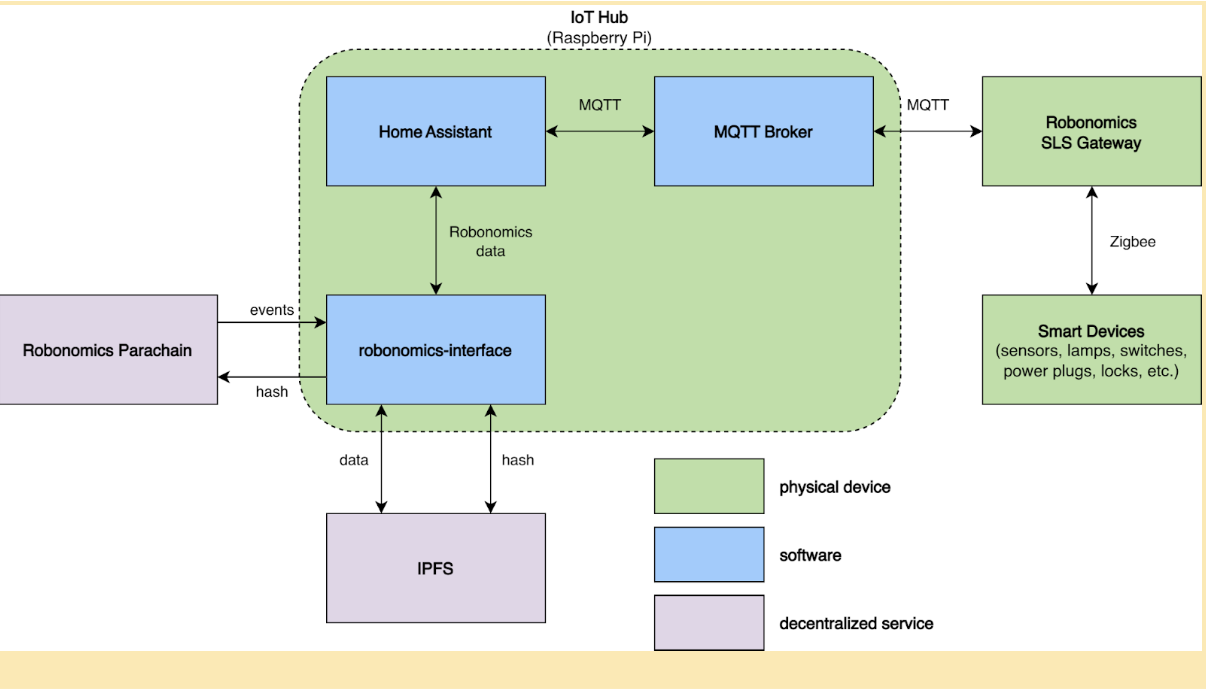 IoT Hub
(Raspberry Pi)
Home Assistant
MQTT
MQTT Broker
MQTT
Robonomics
SLS Gateway
Robonomics
data
Zigbee
Robonomics Parachain
events
hash
robonomics-interface
Smart Devices
(sensors, lamps, switches,
power plugs, locks, etc.)
data
hash
IPFS
physical device
software
decentralized service